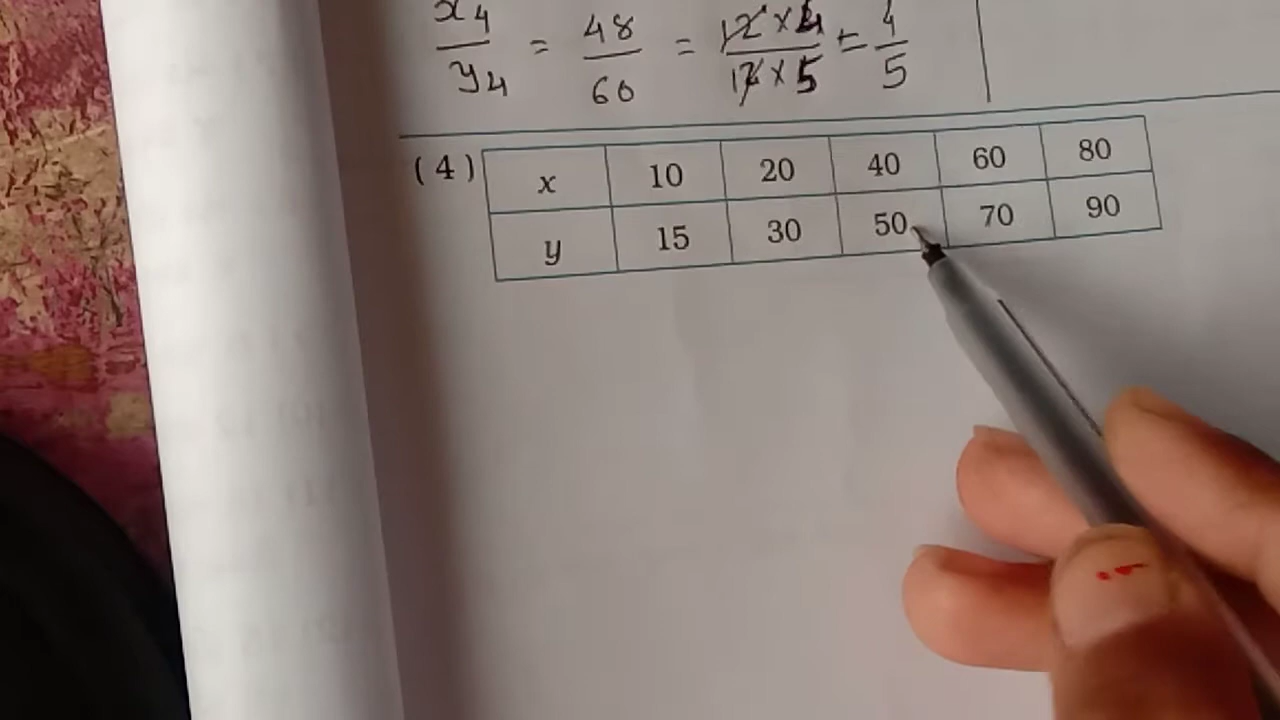 x4/y4 = 48/60 = 12×4/12×5 = 4/5
(4) x 10 20 40 60 80
y 15 30 50 70 90